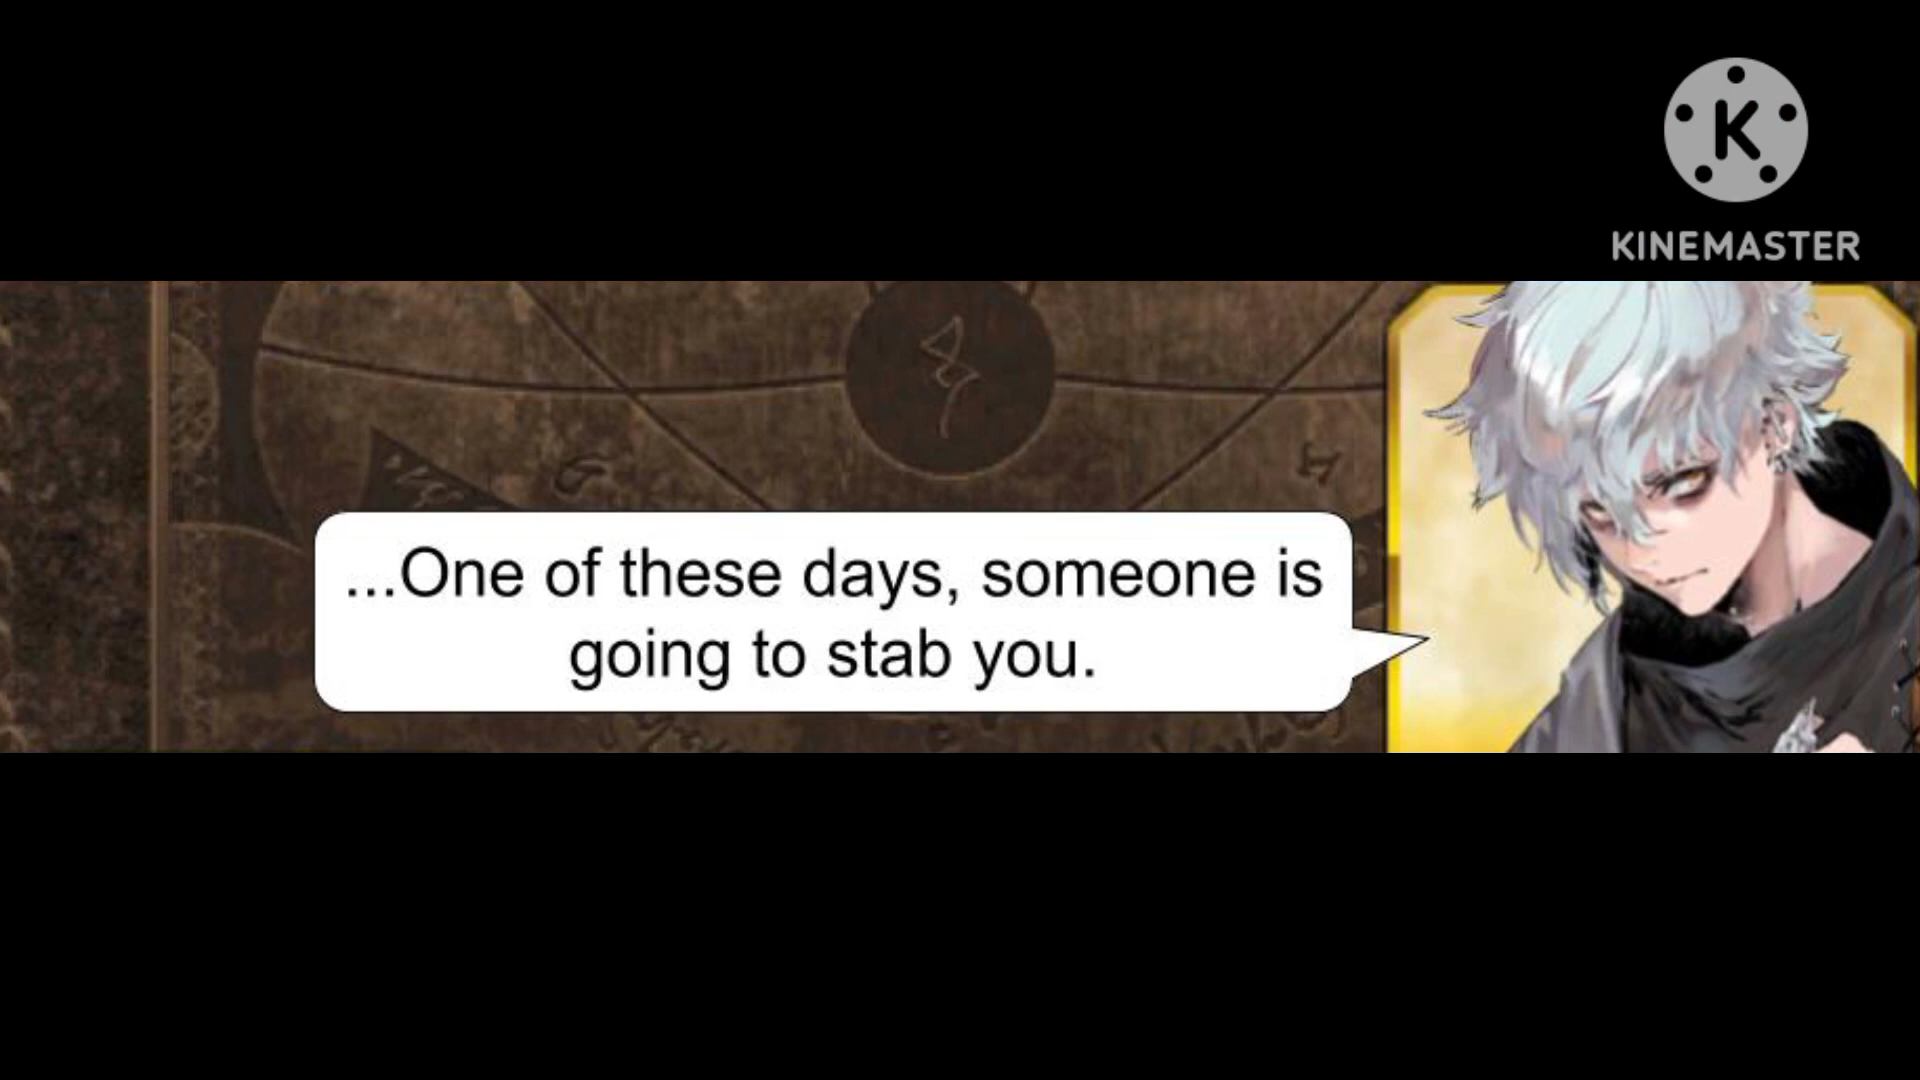 K
KINEMASTER
...One of these days, someone is
going to stab you.